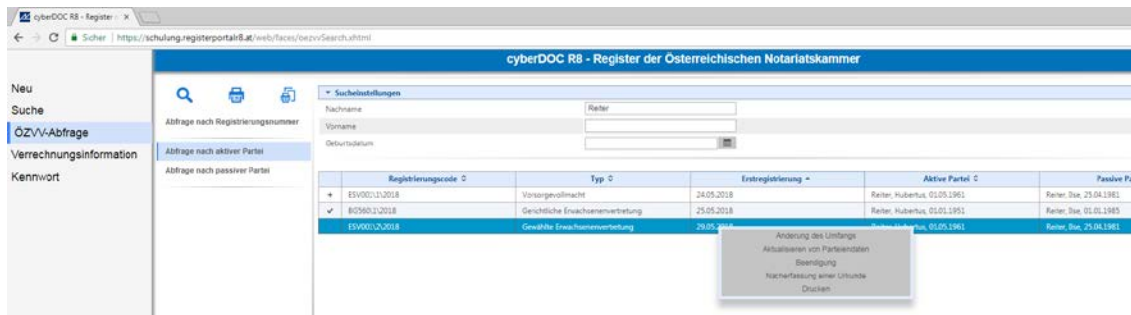 cyberDOC R8 - Register
Sicher | https://schulung.registerportalr8.at/web/faces/oezvvSearch.xhtml
cyberDOC R8 - Register der Österreichischen Notariatskammer
Neu
Suche
ÖZVV-Abfrage
Verrechnungsinformation
Kennwort
Abfrage nach Registrierungsnummer
Abfrage nach aktiver Partei
Abfrage nach passiver Partei
Sucheinstellungen
Nachname Reiter
Vorname
Geburtsdatum
Registrierungscode Typ Erstregistrierung Aktive Partei Passive
ESV001\1\2018 Vorsorgevollmacht 24.05.2018 Reiter, Hubertus, 01.05.1961 Reiter, Ilse, 25.04.1981
Gerichtliche Erwachsenenvertretung 25.05.2018 Reiter, Hubertus, 01.01.1951 Reiter, Ilse, 01.01.1985
ESV001\2\2018 Gewählte Erwachsenenvertretung 29.05.2018 Reiter, Hubertus, 01.05.1961 Reiter, Ilse, 25.04.1981
Änderung des Umfangs
Aktualisieren von Parteiendaten
Beendigung
Nacherfassung einer Urkunde
Drucken